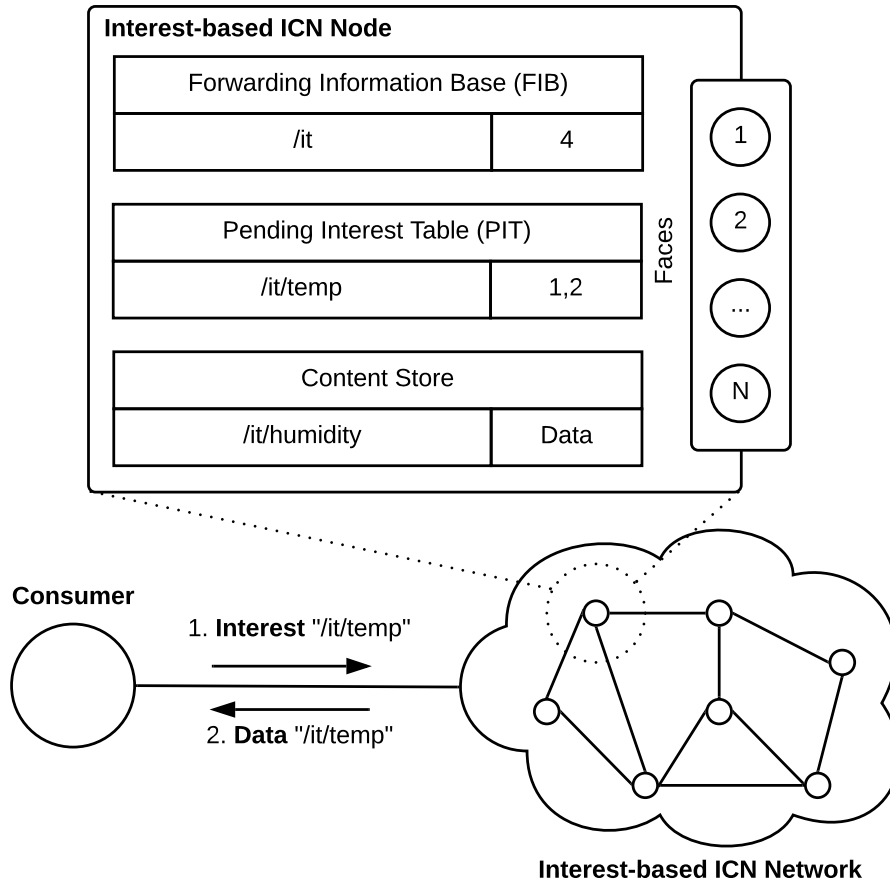 Interest-based ICN Node
Forwarding Information Base (FIB)
/it
4
Pending Interest Table (PIT)
/it/temp
1,2
Content Store
/it/humidity
Data
Faces
1
2
...
N
Consumer
1. Interest "/it/temp"
2. Data "/it/temp"
Interest-based ICN Network